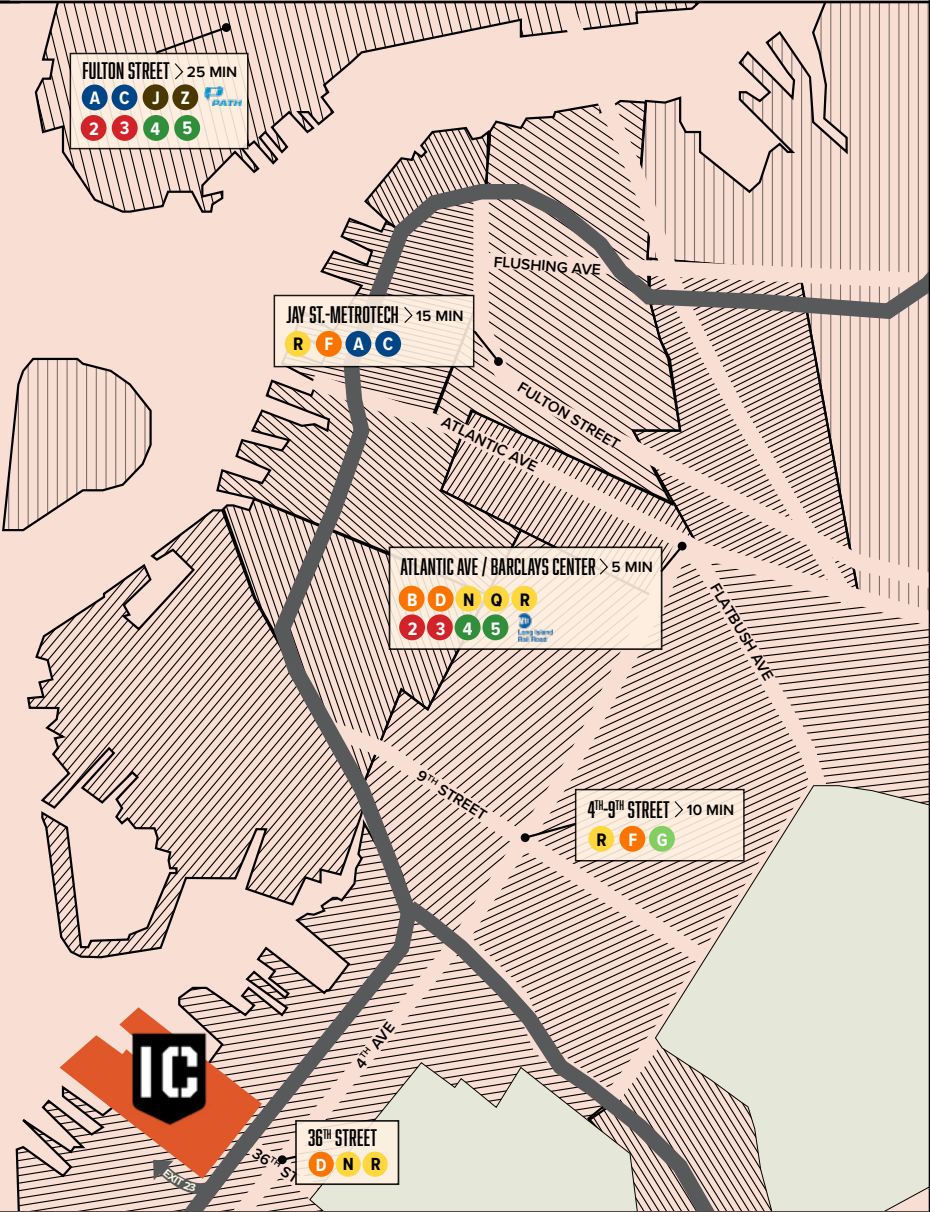 FULTON STREET > 25 MIN
A C J Z PATH
2 3 4 5
FLUSHING AVE
JAY ST.-METROTECH > 15 MIN
R F A C
FULTON STREET
ATLANTIC AVE
ATLANTIC AVE / BARCLAYS CENTER > 5 MIN
B D N Q R
2 3 4 5
Long Island
Rail Road
FLATBUSH AVE
9TH STREET
4TH-9TH STREET > 10 MIN
R F G
4TH AVE
IC
36TH STREET
D N R
36TH ST
EXIT 23